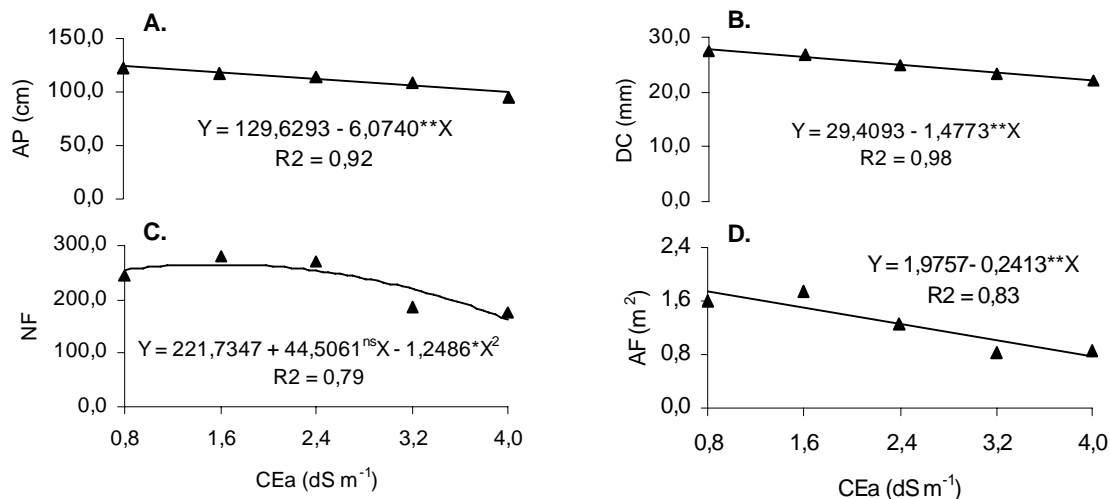 A.
150,0
100,0
50,0
0,0
AP (cm)
Y = 129,6293 - 6,0740**X
R2 = 0,92
B.
30,0
20,0
10,0
0,0
DC (mm)
Y = 29,4093 - 1,4773**X
R2 = 0,98
C.
300,0
200,0
100,0
0,0
NF
Y = 221,7347 + 44,5061nsX - 1,2486*X2
R2 = 0,79
0,8 1,6 2,4 3,2 4,0
CEa (dS m-1)
D.
2,4
1,6
0,8
0,0
AF (m2)
Y = 1,9757- 0,2413**X
R2 = 0,83
0,8 1,6 2,4 3,2 4,0
CEa (dS m-1)